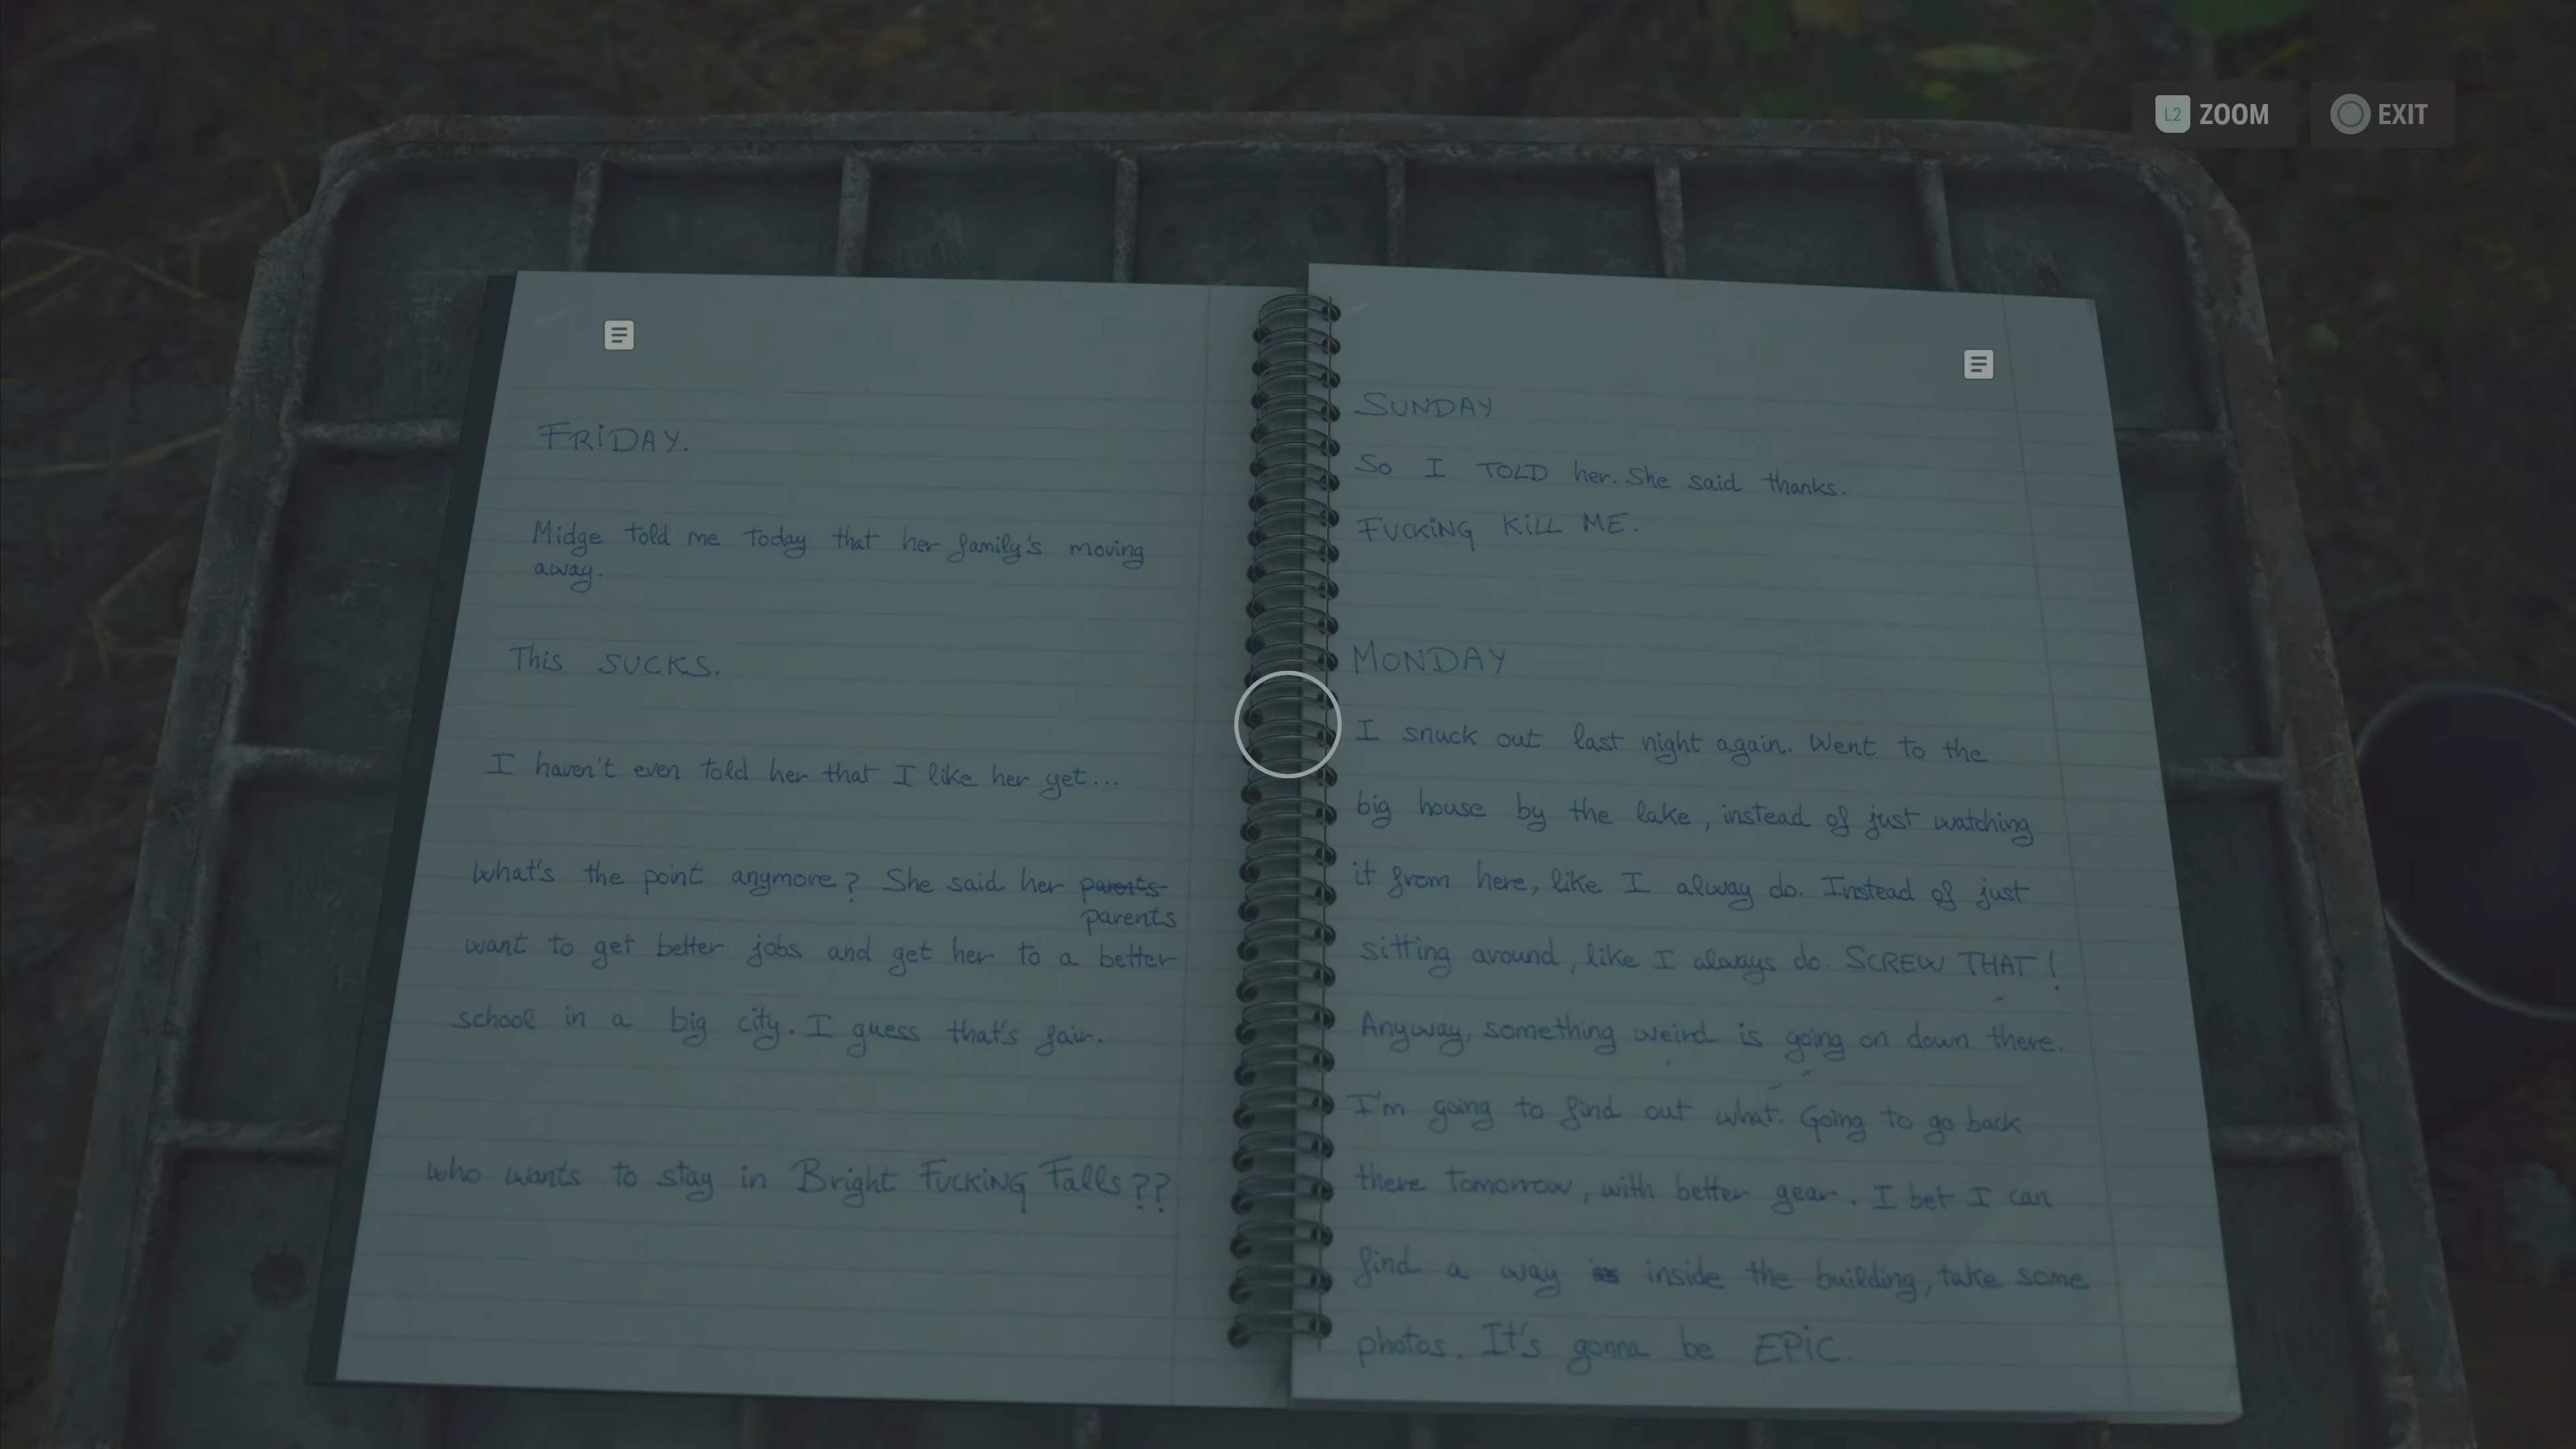 L2 ZOOM EXIT
FRiDAY.
Midge told me today that her family's moving
away.
This SUCKS.
I haven't even told her that I like her yet...
What's the point anymore? She said her parents
parents
want to get better jobs and get her to a better
school in a big city. I guess that's fair.
who wants to stay in Bright FUCKiNG Falls??
SUNDAY
So I TOLD her. She said thanks.
FUCKiNG KiLL ME.
MONDAY
I snuck out last night again. Went to the
big house by the lake, instead of just watching
it from here, like I alway do. Instead of just
sitting around, like I always do. SCREW THAT!
Anyway, something weird is going on down there.
I'm going to find out what. Going to go back
there tomorrow, with better gear. I bet I can
find a way inside the building, take some
photos. It's gonna be EPiC.